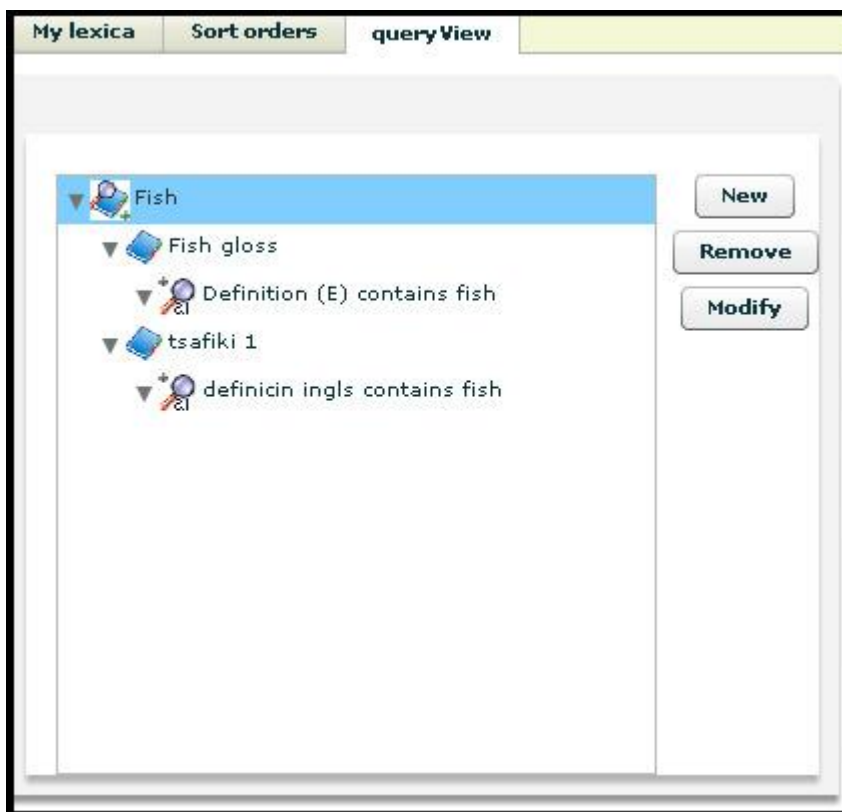 My lexica Sort orders queryView
Fish New
Fish gloss Remove
Definition (E) contains fish Modify
tsafiki 1
definicin ingls contains fish